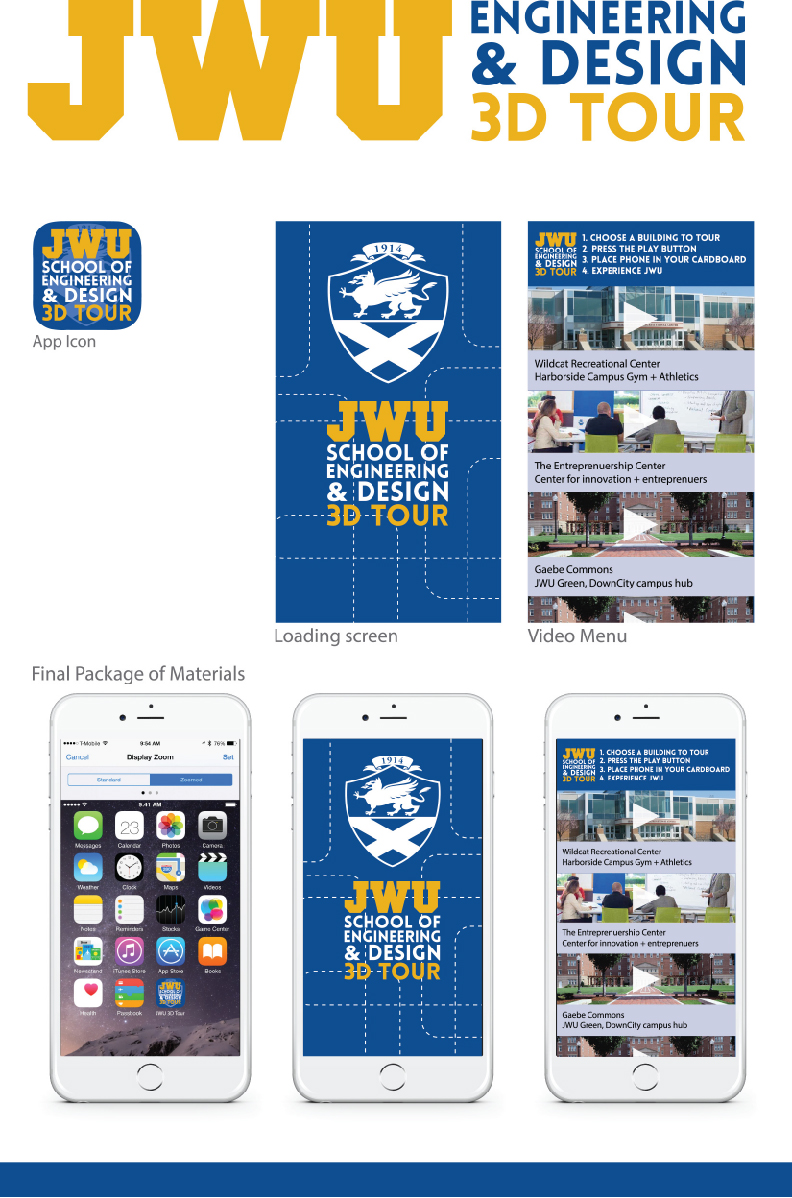 JWU
ENGINEERING
& DESIGN
3D TOUR
JWU
SCHOOL OF
ENGINEERING
& DESIGN
3D TOUR
App Icon
1914
JWU
SCHOOL OF
ENGINEERING
& DESIGN
3D TOUR
Loading screen
JWU
SCHOOL OF
ENGINEERING
& DESIGN
3D TOUR
1. CHOOSE A BUILDING TO TOUR
2. PRESS THE PLAY BUTTON
3. PLACE PHONE IN YOUR CARDBOARD
4. EXPERIENCE JWU
Wildcat Recreational Center
Harborside Campus Gym + Athletics
The Entreprenuership Center
Center for innovation + entreprenuers
Gaebe Commons
JWU Green, DownCity campus hub
Video Menu
Final Package of Materials
T-Mobile 9:54 AM 76%
Cancel Display Zoom Set
Standard Zoomed
9:41 AM
Messages Calendar Photos Camera
23
Weather Clock Maps Videos
Notes Reminders Stocks Game Center
Newsstand iTunes Store App Store iBooks
Health Passbook JWU 3D Tour
1914
JWU
SCHOOL OF
ENGINEERING
& DESIGN
3D TOUR
JWU
SCHOOL OF
ENGINEERING
& DESIGN
3D TOUR
1. CHOOSE A BUILDING TO TOUR
2. PRESS THE PLAY BUTTON
3. PLACE PHONE IN YOUR CARDBOARD
4. EXPERIENCE JWU
Wildcat Recreational Center
Harborside Campus Gym + Athletics
The Entreprenuership Center
Center for innovation + entreprenuers
Gaebe Commons
JWU Green, DownCity campus hub